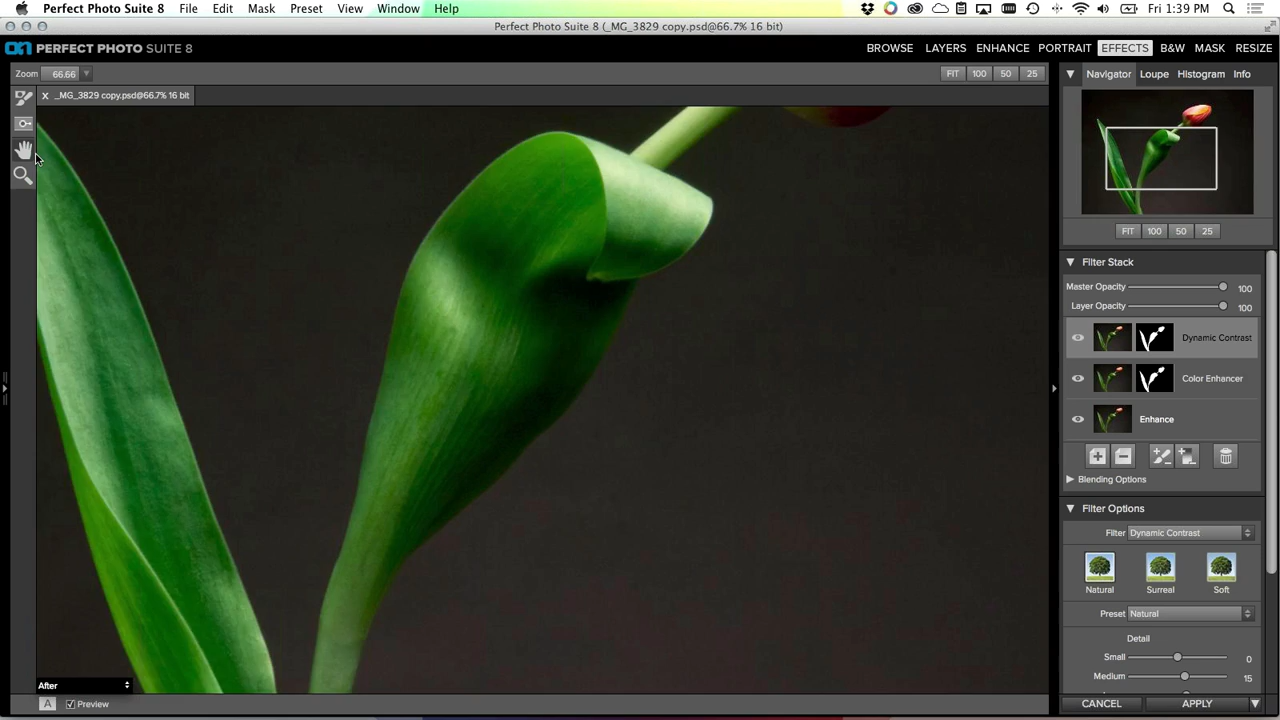 Perfect Photo Suite 8 File Edit Mask Preset View Window Help Fri 1:39 PM
Perfect Photo Suite 8 (_MG_3829 copy.psd@66.7% 16 bit)
on PERFECT PHOTO SUITE 8 BROWSE LAYERS ENHANCE PORTRAIT EFFECTS B&W MASK RESIZE
Zoom 66.66 FIT 100 50 25 Navigator Loupe Histogram Info
X _MG_3829 copy.psd@66.7% 16 bit
FIT 100 50 25
Filter Stack
Master Opacity 100
Layer Opacity 100
Dynamic Contrast
Color Enhancer
Enhance
Blending Options
Filter Options
Filter Dynamic Contrast
Natural Surreal Soft
Preset Natural
Detail
Small 0
Medium 15
After
A Preview CANCEL APPLY